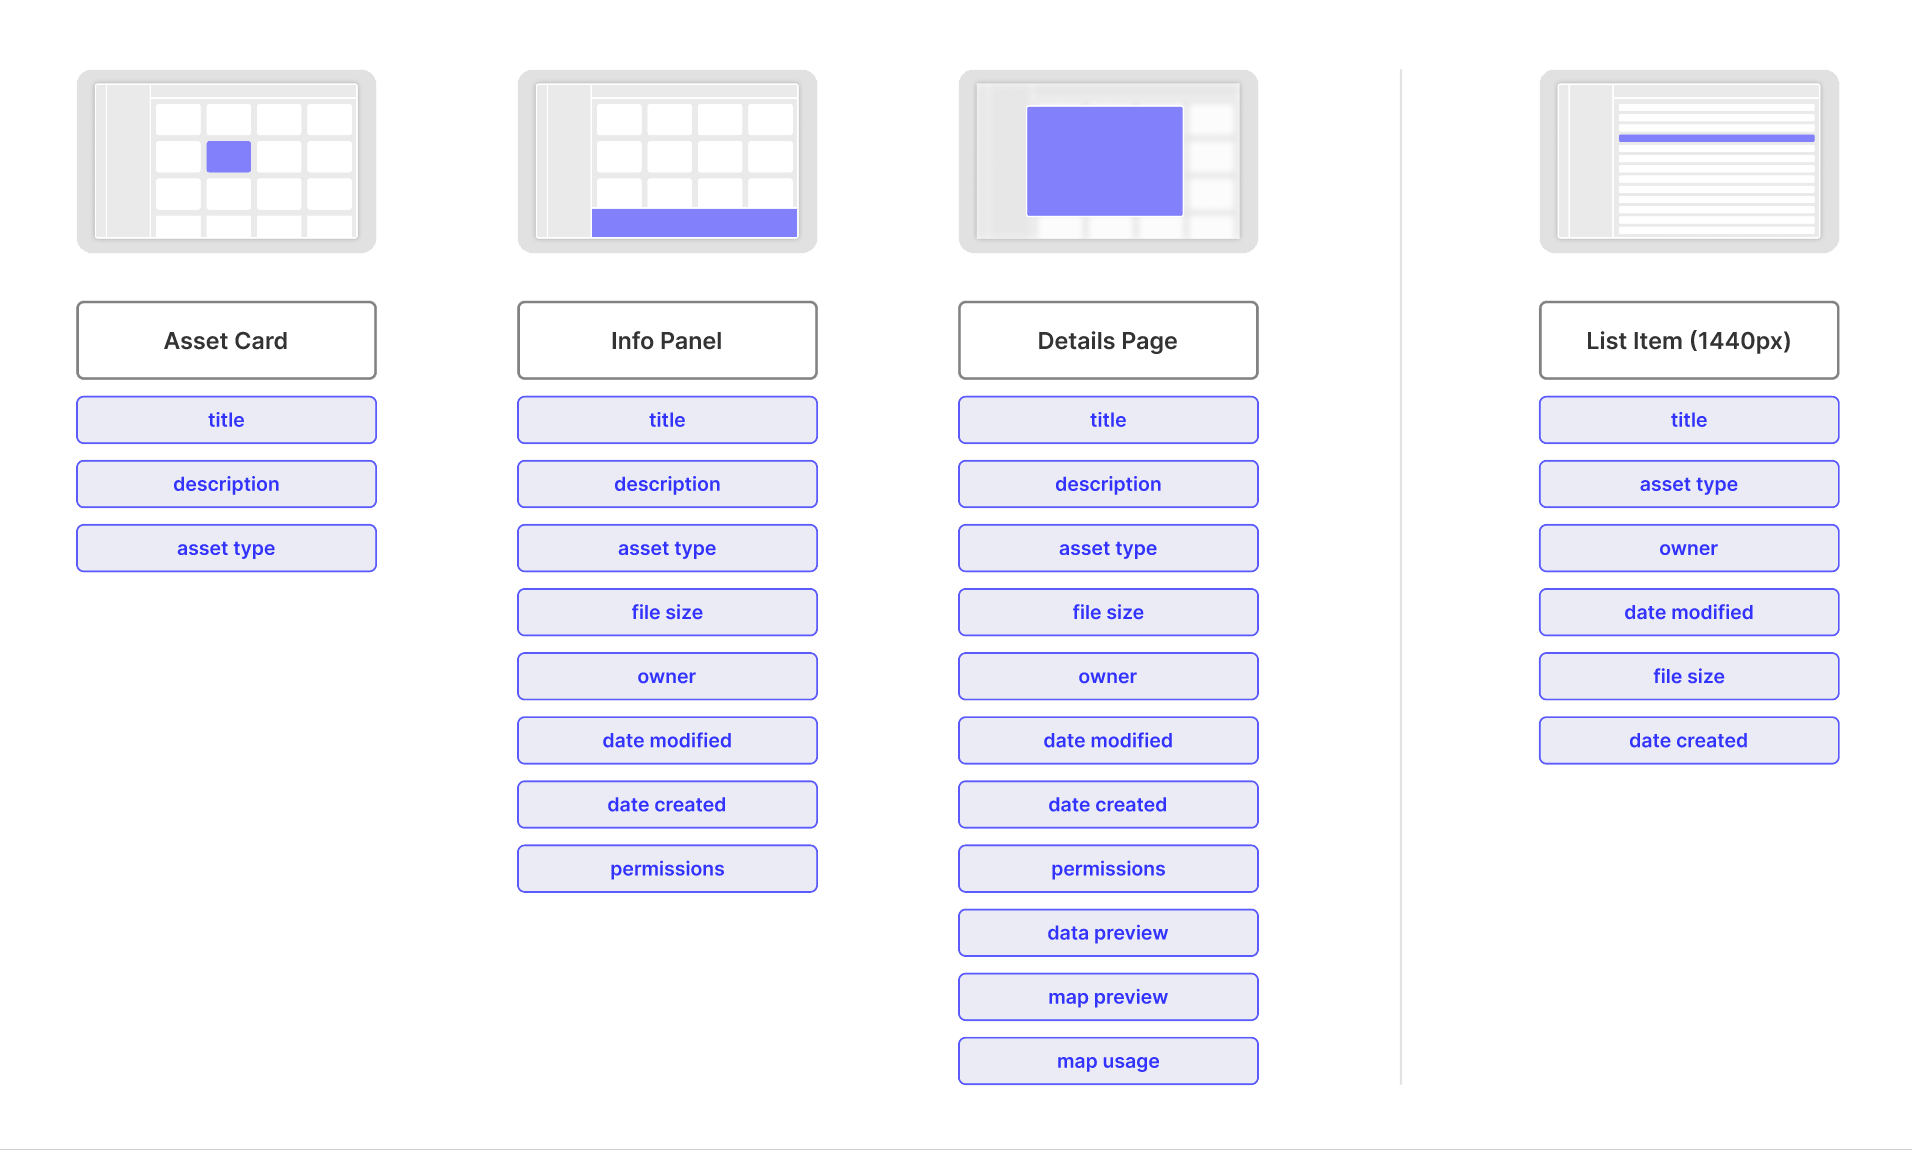 Asset Card
title
description
asset type
Info Panel
title
description
asset type
file size
owner
date modified
date created
permissions
Details Page
title
description
asset type
file size
owner
date modified
date created
permissions
data preview
map preview
map usage
List Item (1440px)
title
asset type
owner
date modified
file size
date created